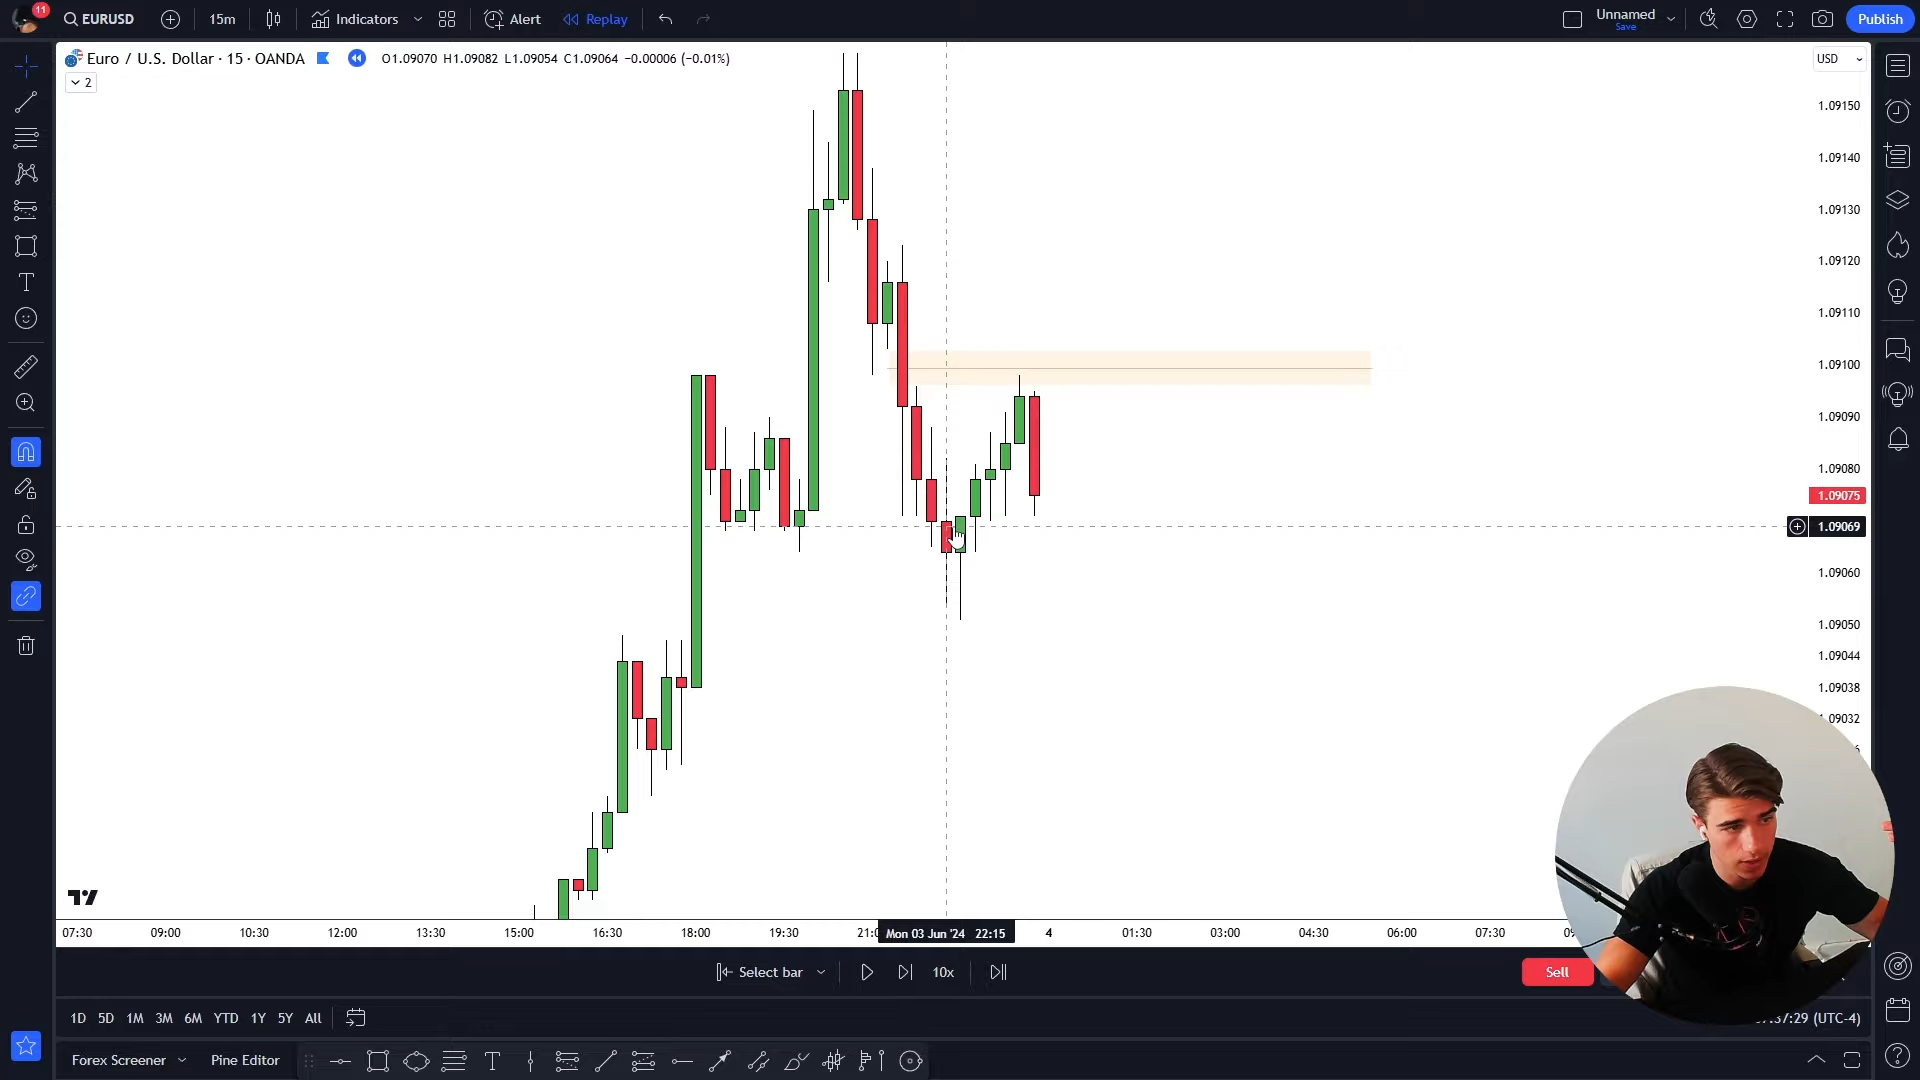 11
EURUSD
15m
Indicators
Alert
Replay
Unnamed
Save
Publish
Euro / U.S. Dollar · 15 · OANDA
O1.09070 H1.09082 L1.09054 C1.09064 −0.00006 (−0.01%)
2
USD
1.09150
1.09140
1.09130
1.09120
1.09110
1.09100
1.09090
1.09080
1.09075
1.09069
1.09060
1.09050
1.09044
1.09038
1.09032
07:30
09:00
10:30
12:00
13:30
15:00
16:30
18:00
19:30
Mon 03 Jun '24 22:15
4
01:30
03:00
04:30
06:00
07:30
Select bar
10x
Sell
1D 5D 1M 3M 6M YTD 1Y 5Y All
(UTC-4)
Forex Screener
Pine Editor